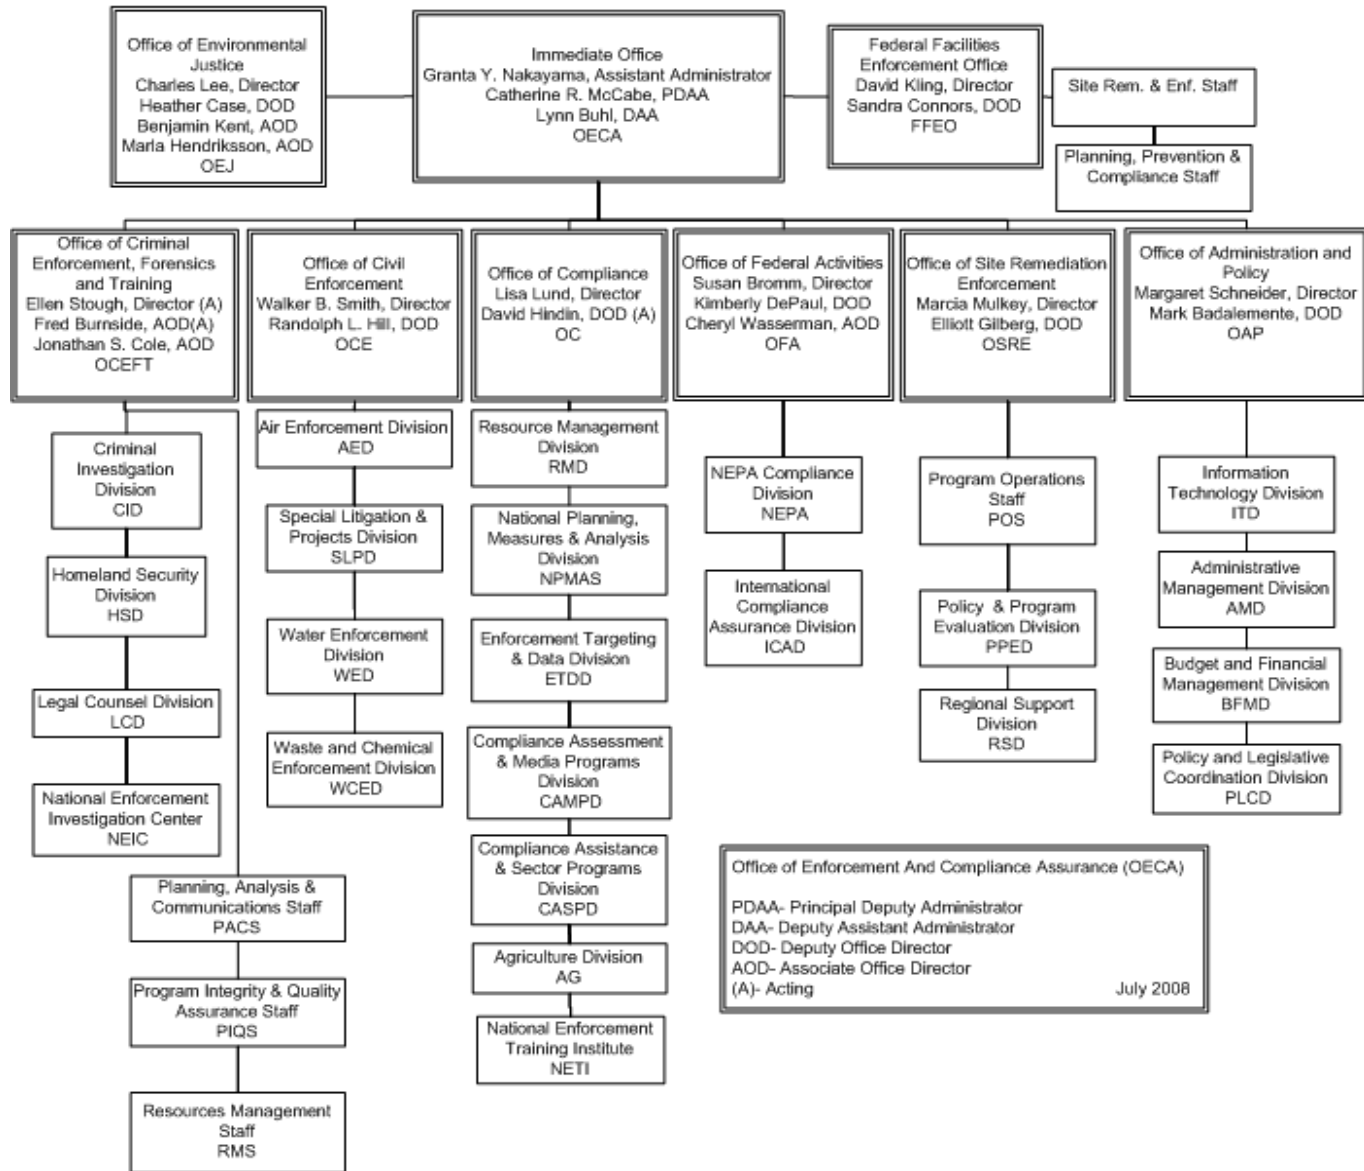 Office of Environmental
Justice
Charles Lee, Director
Heather Case, DOD
Benjamin Kent, AOD
Marla Hendriksson, AOD
OEJ
Immediate Office
Granta Y. Nakayama, Assistant Administrator
Catherine R. McCabe, PDAA
Lynn Buhl, DAA
OECA
Federal Facilities
Enforcement Office
David Kling, Director
Sandra Connors, DOD
FFEO
Site Rem. & Enf. Staff
Planning, Prevention &
Compliance Staff
Office of Criminal
Enforcement, Forensics
and Training
Ellen Stough, Director (A)
Fred Burnside, AOD(A)
Jonathan S. Cole, AOD
OCEFT
Office of Civil
Enforcement
Walker B. Smith, Director
Randolph L. Hill, DOD
OCE
Office of Compliance
Lisa Lund, Director
David Hindin, DOD (A)
OC
Office of Federal Activities
Susan Bromm, Director
Kimberly DePaul, DOD
Cheryl Wasserman, AOD
OFA
Office of Site Remediation
Enforcement
Marcia Mulkey, Director
Elliott Gilberg, DOD
OSRE
Office of Administration and
Policy
Margaret Schneider, Director
Mark Badalemente, DOD
OAP
Criminal
Investigation
Division
CID
Homeland Security
Division
HSD
Legal Counsel Division
LCD
National Enforcement
Investigation Center
NEIC
Planning, Analysis &
Communications Staff
PACS
Program Integrity & Quality
Assurance Staff
PIQS
Resources Management
Staff
RMS
Air Enforcement Division
AED
Special Litigation &
Projects Division
SLPD
Water Enforcement
Division
WED
Waste and Chemical
Enforcement Division
WCED
Resource Management
Division
RMD
National Planning,
Measures & Analysis
Division
NPMAS
Enforcement Targeting
& Data Division
ETDD
Compliance Assessment
& Media Programs
Division
CAMPD
Compliance Assistance
& Sector Programs
Division
CASPD
Agriculture Division
AG
National Enforcement
Training Institute
NETI
NEPA Compliance
Division
NEPA
International
Compliance
Assurance Division
ICAD
Program Operations
Staff
POS
Policy & Program
Evaluation Division
PPED
Regional Support
Division
RSD
Information
Technology Division
ITD
Administrative
Management Division
AMD
Budget and Financial
Management Division
BFMD
Policy and Legislative
Coordination Division
PLCD
Office of Enforcement And Compliance Assurance (OECA)
PDAA- Principal Deputy Administrator
DAA- Deputy Assistant Administrator
DOD- Deputy Office Director
AOD- Associate Office Director
(A)- Acting July 2008